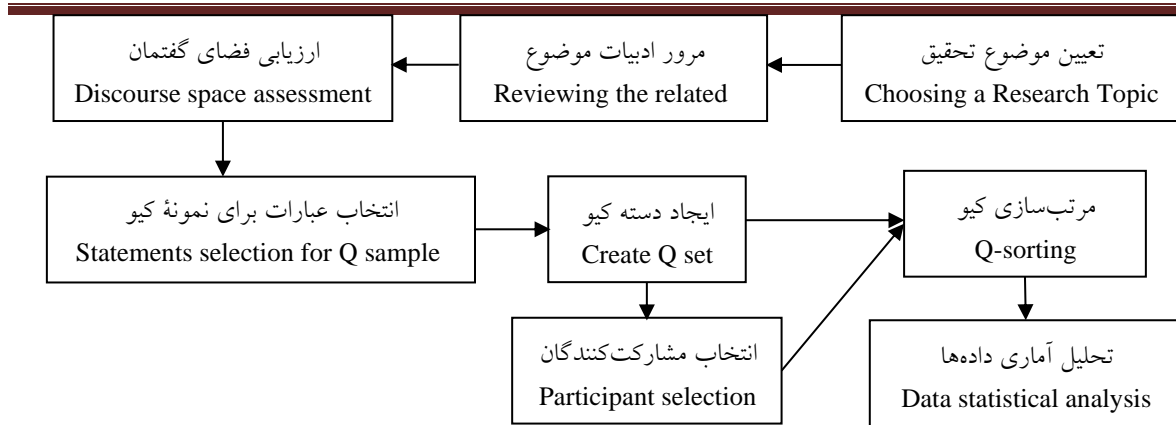 تعیین موضوع تحقیق
Choosing a Research Topic
مرور ادبیات موضوع
Reviewing the related
ارزیابی فضای گفتمان
Discourse space assessment
انتخاب عبارات برای نمونۀ کیو
Statements selection for Q sample
ایجاد دسته کیو
Create Q set
مرتب‌سازی کیو
Q-sorting
انتخاب مشارکت‌کنندگان
Participant selection
تحلیل آماری داده‌ها
Data statistical analysis